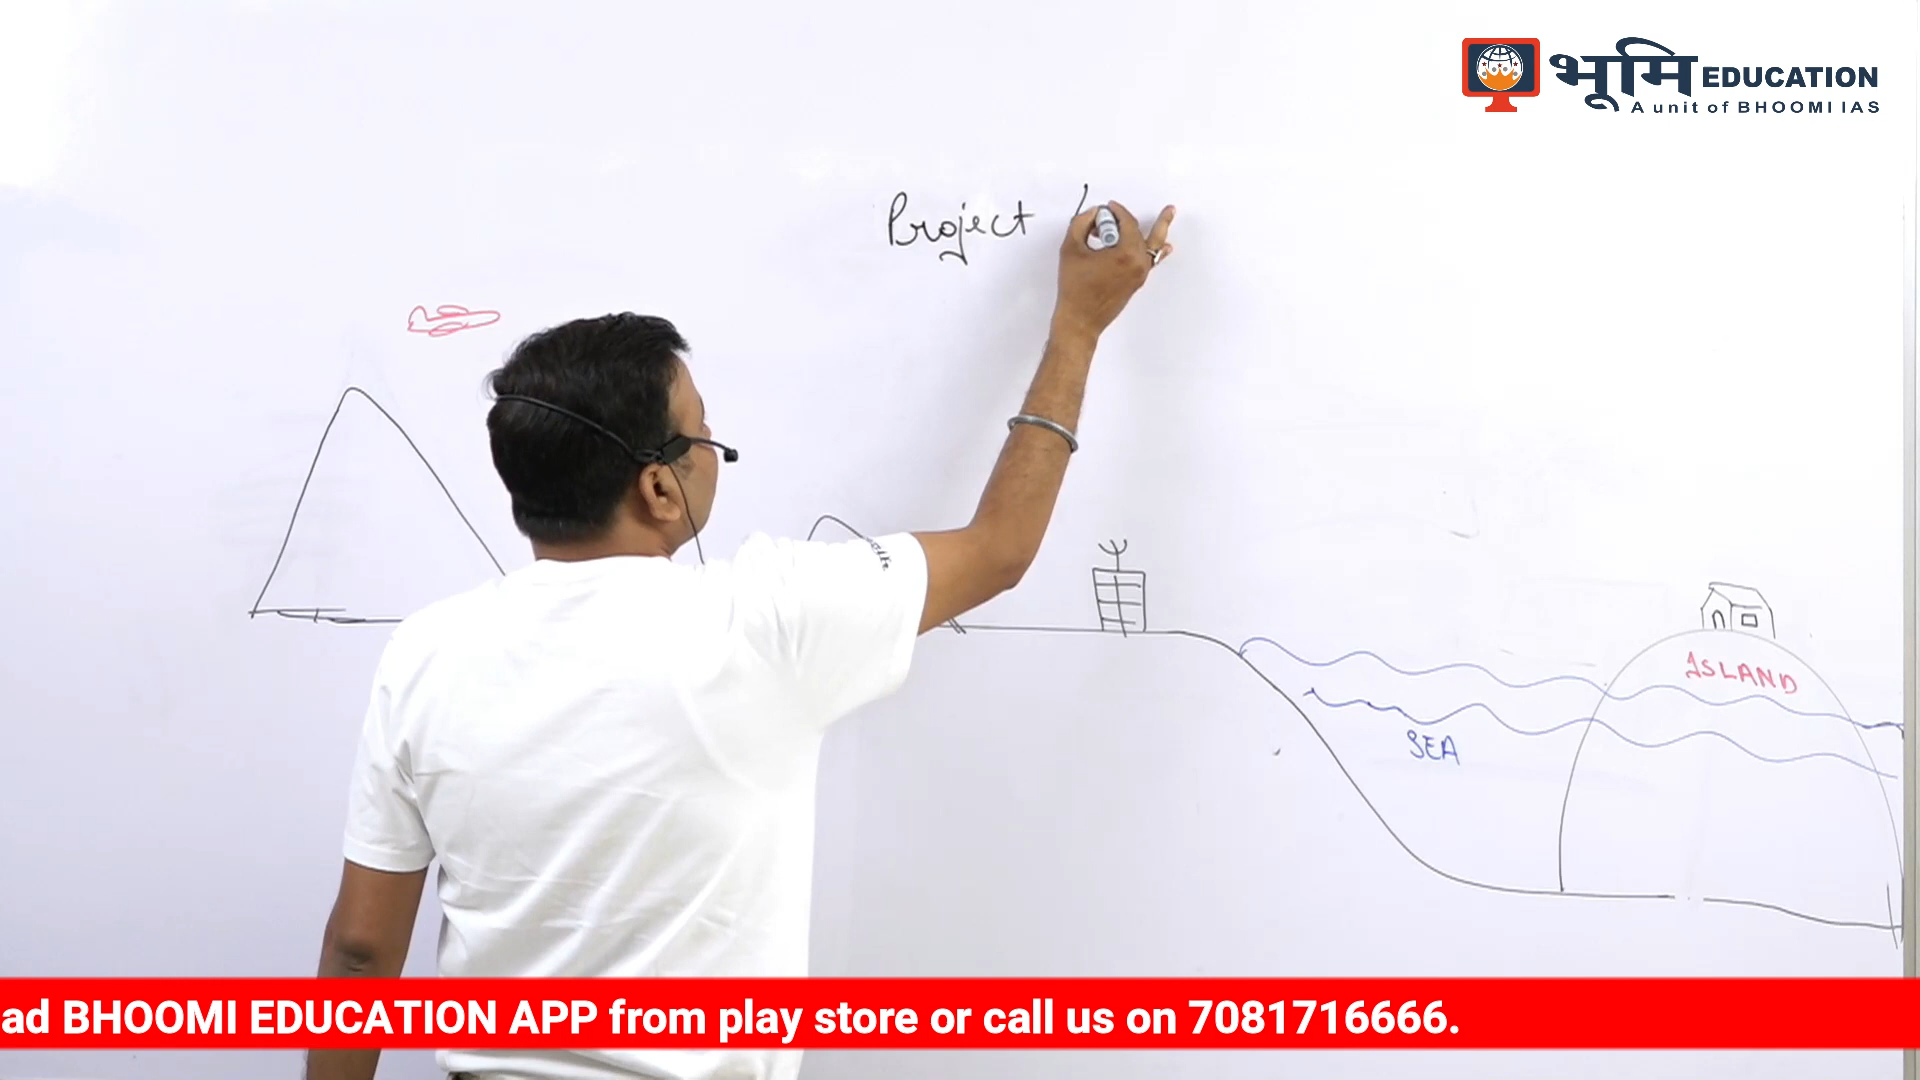 भूमि EDUCATION
A unit of BHOOMI IAS
Project
ISLAND
SEA
ad BHOOMI EDUCATION APP from play store or call us on 7081716666.